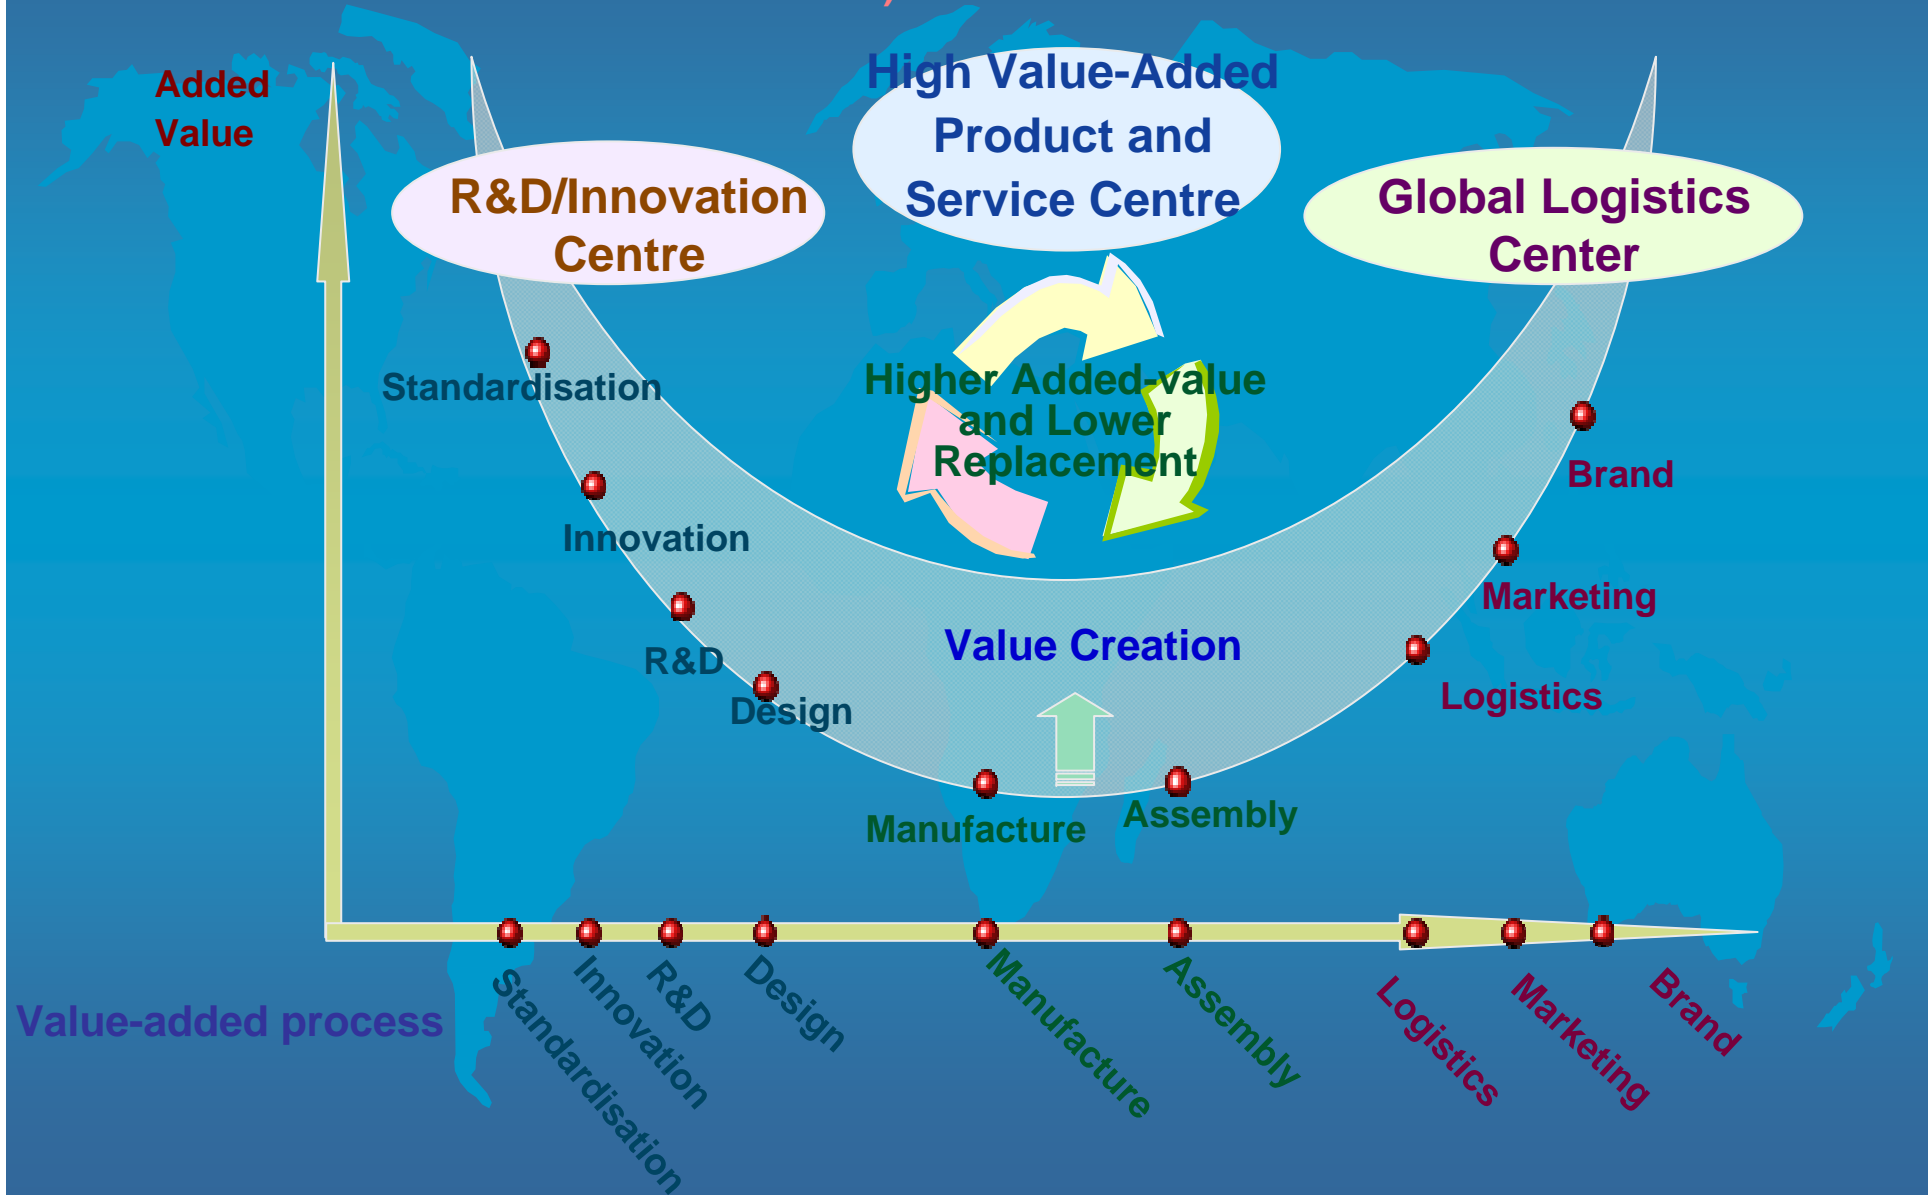 Added
Value
High Value-Added
Product and
Service Centre
R&D/Innovation
Centre
Global Logistics
Center
Higher Added-value
and Lower
Replacement
Standardisation
Innovation
R&D
Design
Value Creation
Manufacture
Assembly
Brand
Marketing
Logistics
Value-added process
Standardisation
Innovation
R&D
Design
Manufacture
Assembly
Logistics
Marketing
Brand